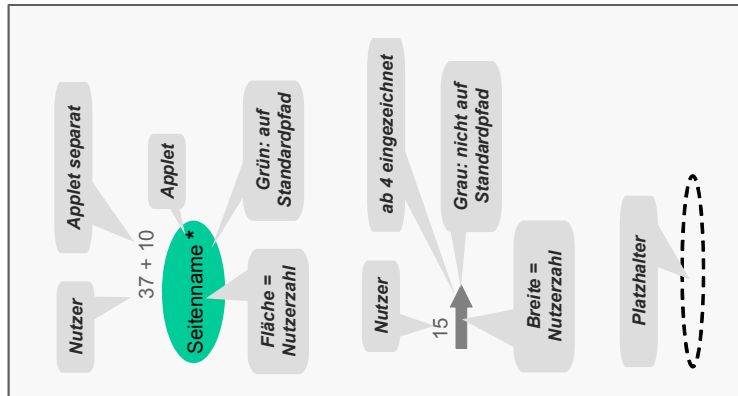 Nutzer
Applet separat
37 + 10
Applet
Seitenname *
Fläche =
Nutzerzahl
Grün: auf
Standardpfad
Nutzer
ab 4 eingezeichnet
15
Grau: nicht auf
Standardpfad
Breite =
Nutzerzahl
Platzhalter